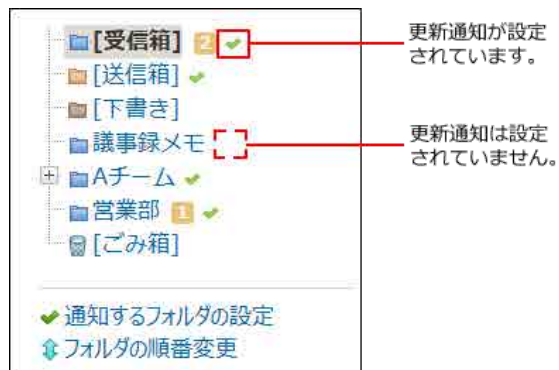 [受信箱] 2
[送信箱]
[下書き]
議事録メモ
Aチーム
営業部 1
[ごみ箱]
通知するフォルダの設定
フォルダの順番変更
更新通知が設定
されています。
更新通知は設定
されていません。